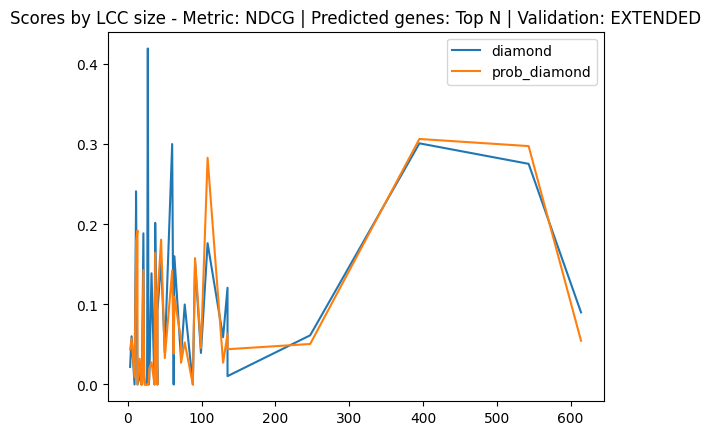 Scores by LCC size - Metric: NDCG | Predicted genes: Top N | Validation: EXTENDED
diamond
prob_diamond
0.4
0.3
0.2
0.1
0.0
0 100 200 300 400 500 600